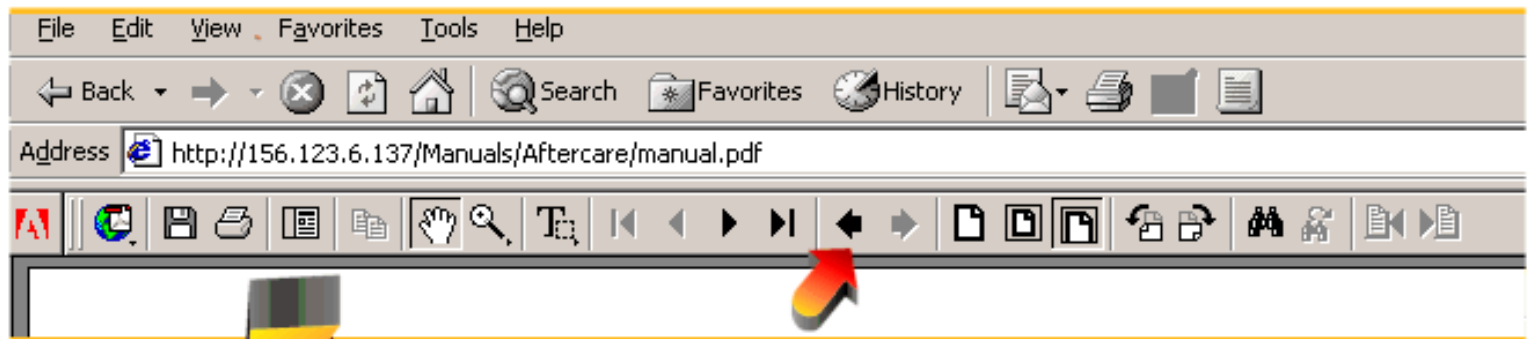 File Edit View Favorites Tools Help
Back Search Favorites History
Address http://156.123.6.137/Manuals/Aftercare/manual.pdf